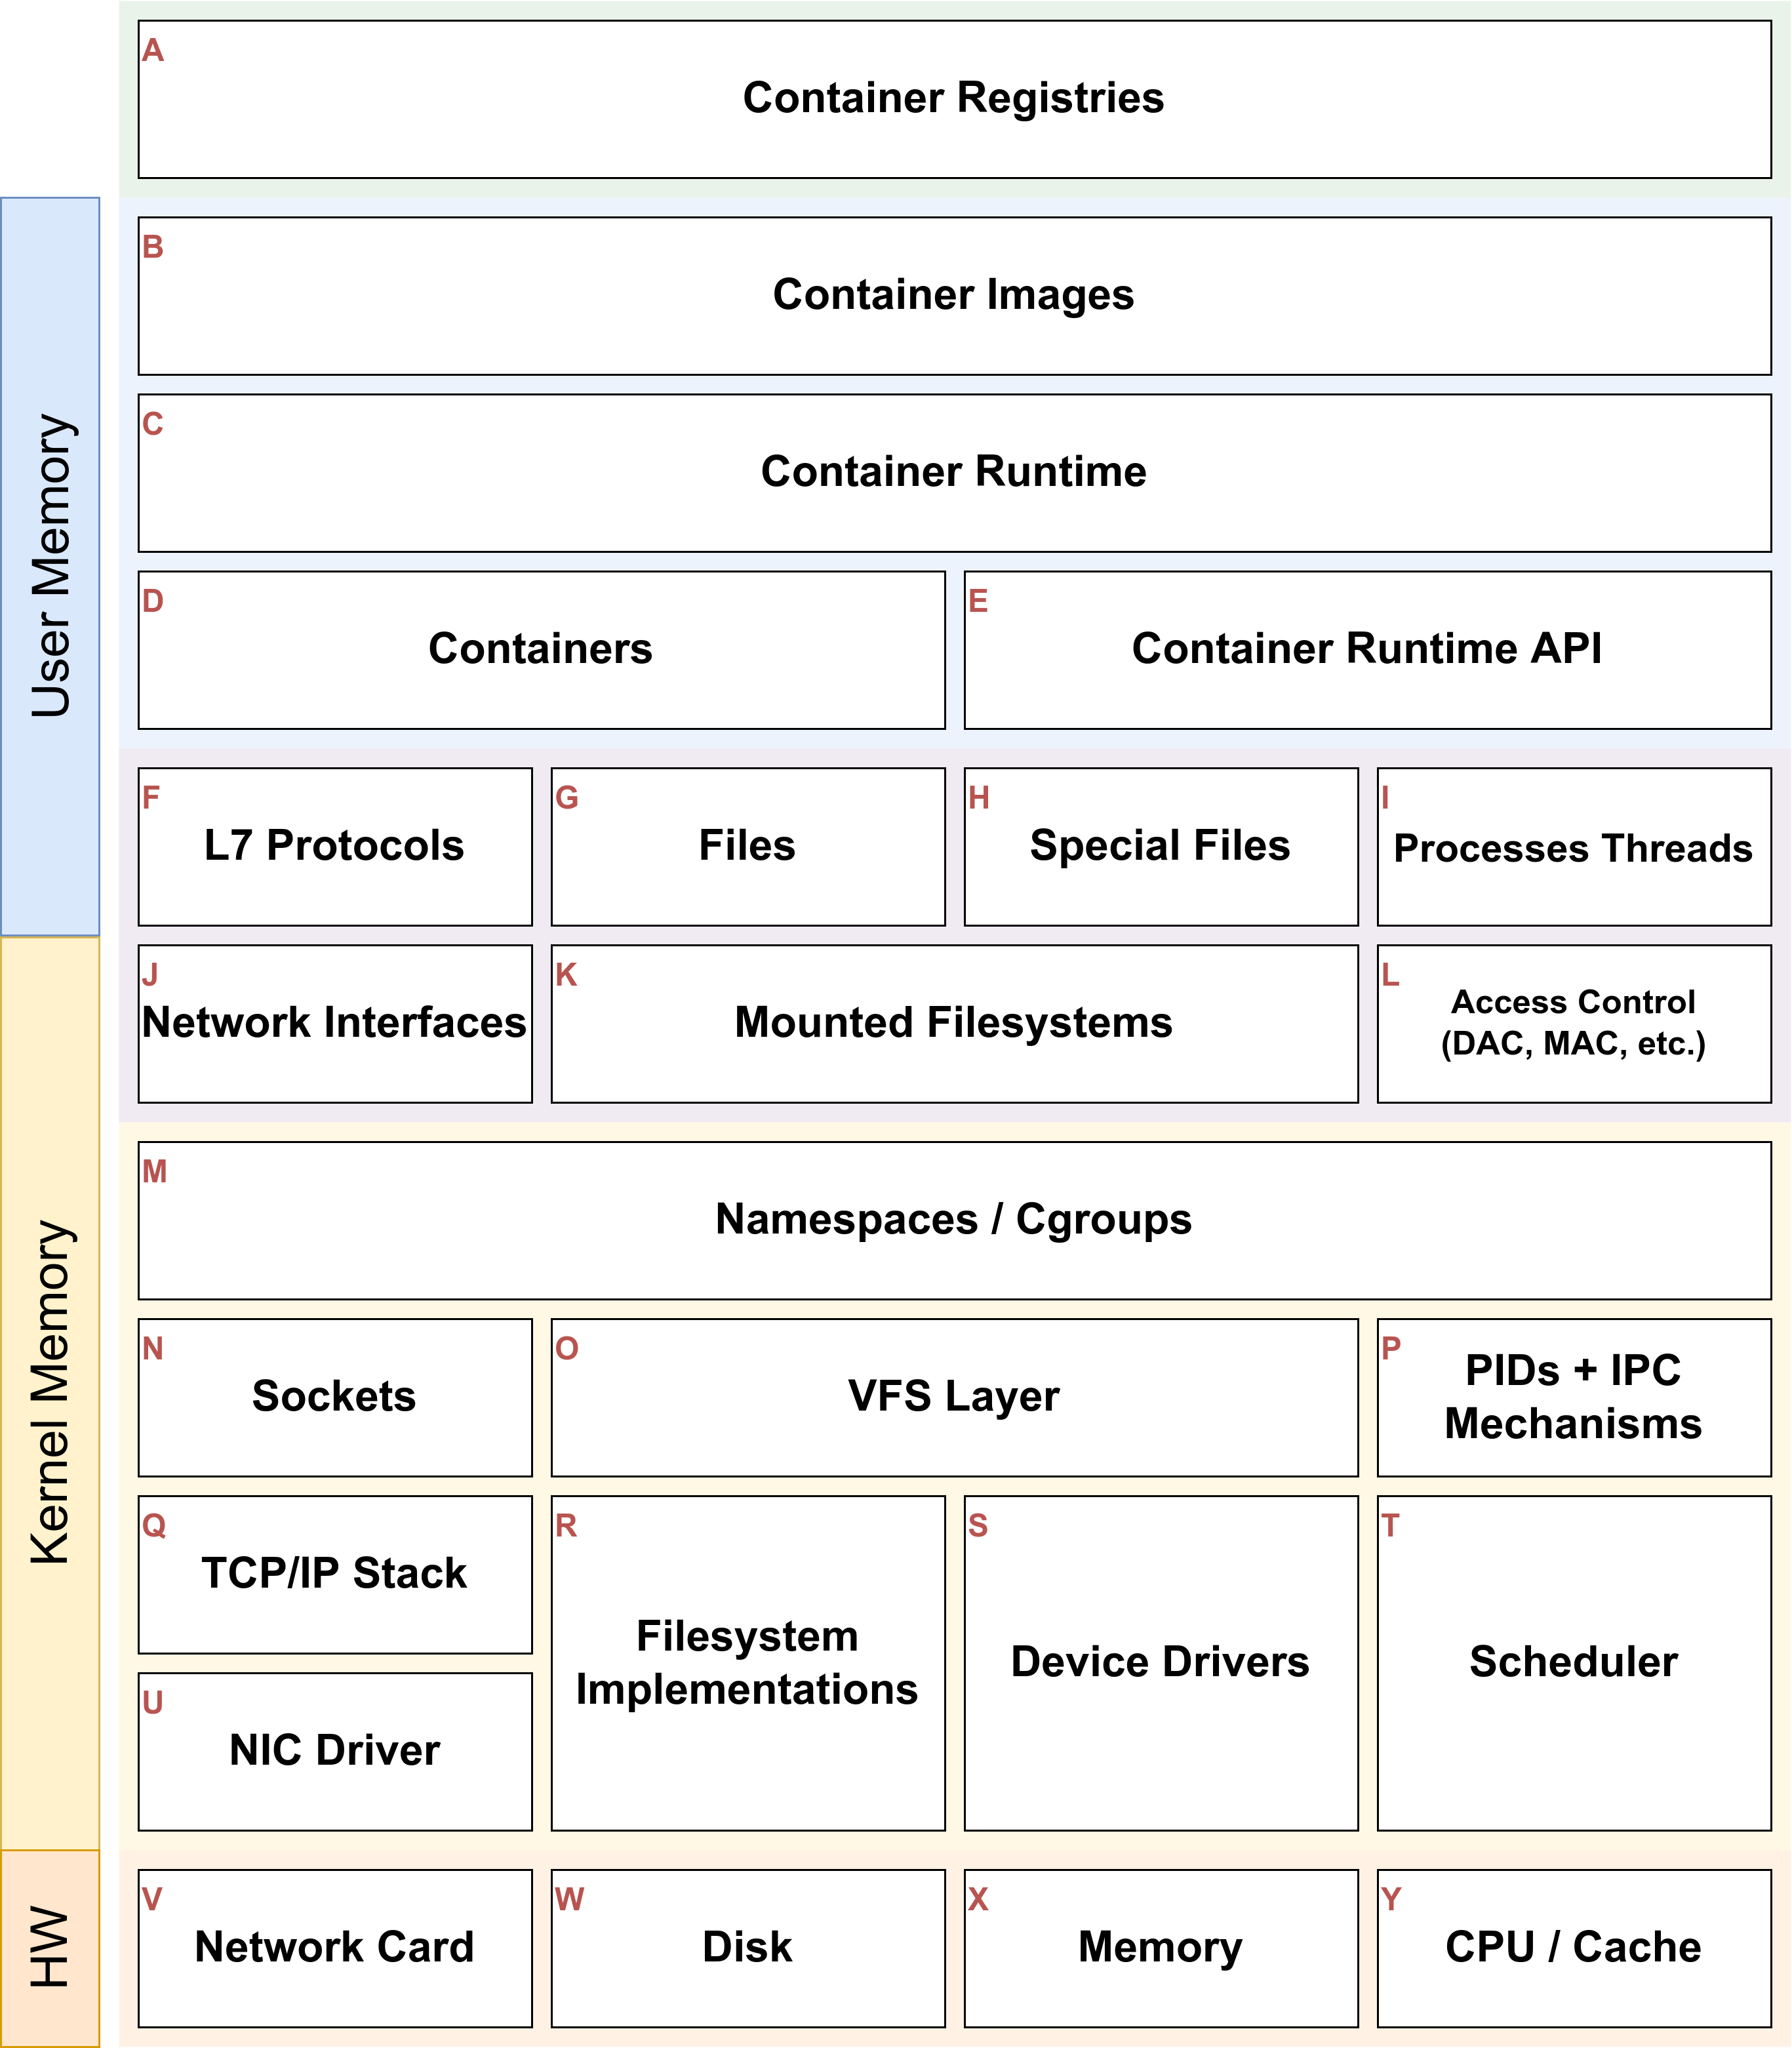 A
Container Registries
User Memory
B
Container Images
C
Container Runtime
D
Containers
E
Container Runtime API
F
L7 Protocols
G
Files
H
Special Files
I
Processes Threads
Kernel Memory
J
Network Interfaces
K
Mounted Filesystems
L
Access Control
(DAC, MAC, etc.)
M
Namespaces / Cgroups
N
Sockets
O
VFS Layer
P
PIDs + IPC
Mechanisms
Q
TCP/IP Stack
R
Filesystem
Implementations
S
Device Drivers
T
Scheduler
U
NIC Driver
HW
V
Network Card
W
Disk
X
Memory
Y
CPU / Cache